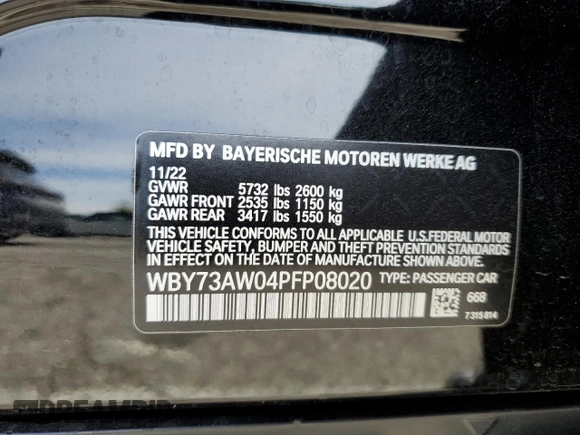 MFD BY BAYERISCHE MOTOREN WERKE AG
11/22
GVWR 5732 lbs 2600 kg
GAWR FRONT 2535 lbs 1150 kg
GAWR REAR 3417 lbs 1550 kg
THIS VEHICLE CONFORMS TO ALL APPLICABLE U.S. FEDERAL MOTOR
VEHICLE SAFETY, BUMPER AND THEFT PREVENTION STANDARDS
IN EFFECT ON THE DATE OF MANUFACTURE SHOWN ABOVE.
WBY73AW04PFP08020 TYPE: PASSENGER CAR
668
7315814